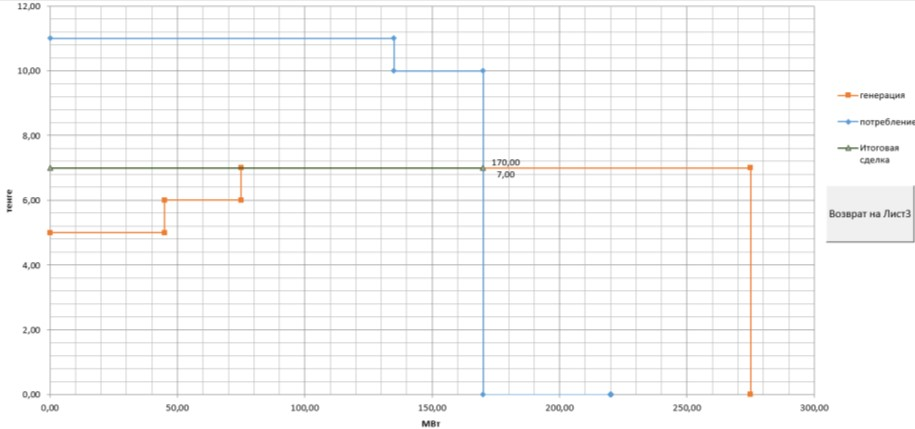 12,00
10,00
8,00
6,00
4,00
2,00
0,00
тенге
170,00
7,00
0,00 50,00 100,00 150,00 200,00 250,00 300,00
МВт
генерация
потребление
Итоговая
сделка
Возврат на Лист3